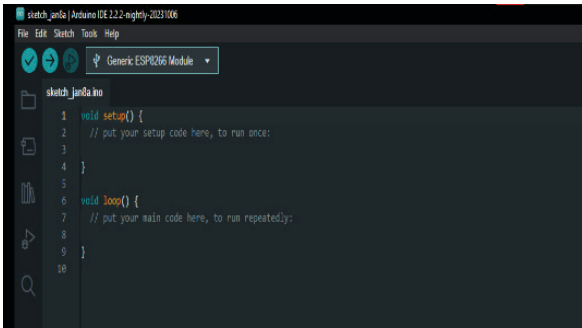 sketch_jan8a | Arduino IDE 2.2.2-nightly-20231006
File Edit Sketch Tools Help
Generic ESP8266 Module
sketch_jan8a.ino
1 void setup() {
2 // put your setup code here, to run once:
3
4 }
5
6 void loop() {
7 // put your main code here, to run repeatedly:
8
9 }
10